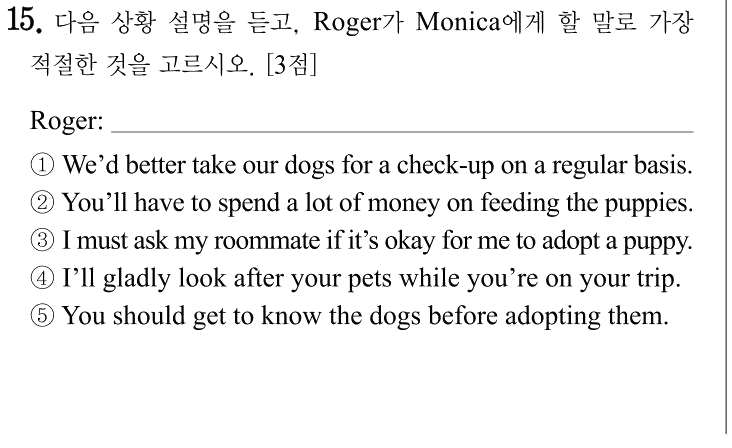 15. 다음 상황 설명을 듣고, Roger가 Monica에게 할 말로 가장
적절한 것을 고르시오. [3점]
Roger:
① We’d better take our dogs for a check-up on a regular basis.
② You’ll have to spend a lot of money on feeding the puppies.
③ I must ask my roommate if it’s okay for me to adopt a puppy.
④ I’ll gladly look after your pets while you’re on your trip.
⑤ You should get to know the dogs before adopting them.